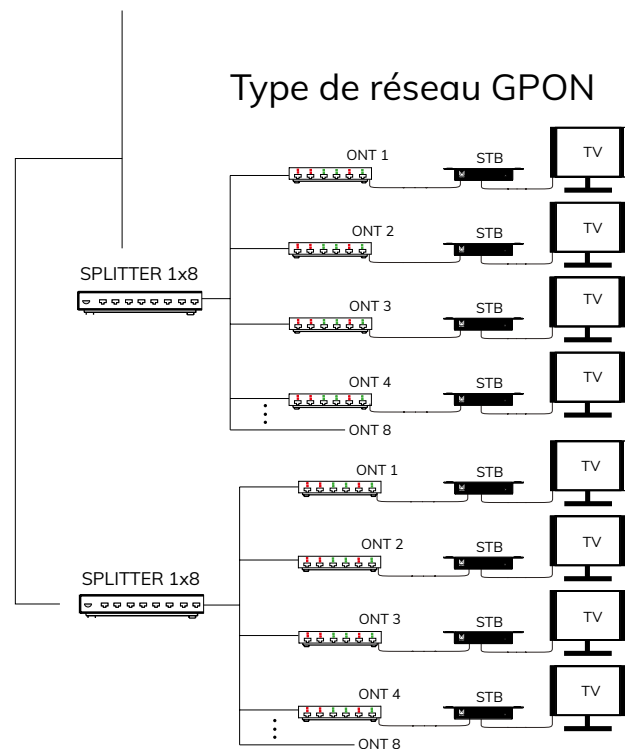 Type de réseau GPON
ONT 1
STB
TV
ONT 2
STB
TV
SPLITTER 1x8
ONT 3
STB
TV
ONT 4
STB
TV
ONT 8
ONT 1
STB
TV
ONT 2
STB
TV
SPLITTER 1x8
ONT 3
STB
TV
ONT 4
STB
TV
ONT 8